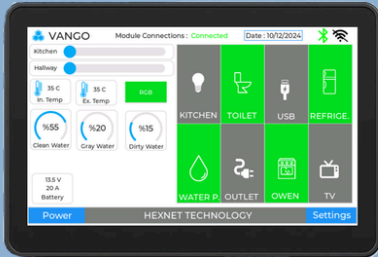 VANGO Module Connections : Connected Date : 10/12/2024
Kitchen
Hallway
35 C
In. Temp
35 C
Ex. Temp
RGB
%55
Clean Water
%20
Gray Water
%15
Dirty Water
13.5 V
20 A
Battery
KITCHEN TOILET USB REFRIGE.
WATER P. OUTLET OWEN TV
Power HEXNET TECHNOLOGY Settings